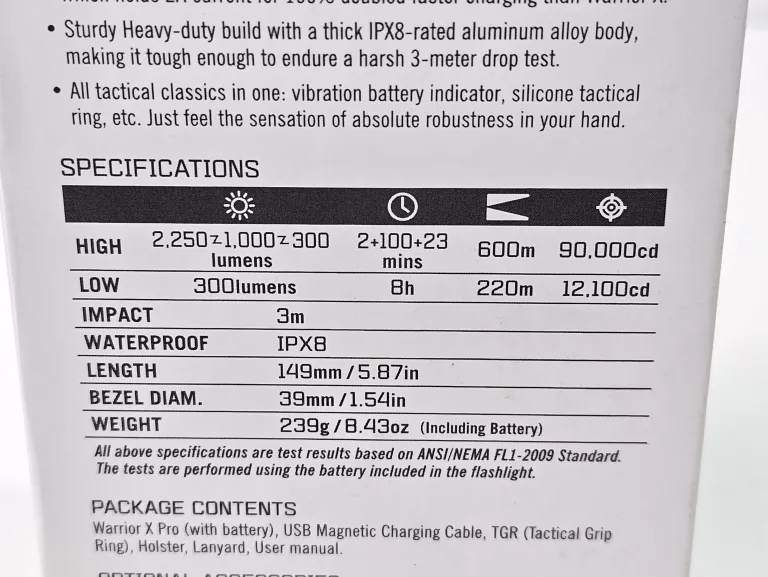 • Sturdy Heavy-duty build with a thick IPX8-rated aluminum alloy body,
making it tough enough to endure a harsh 3-meter drop test.
• All tactical classics in one: vibration battery indicator, silicone tactical
ring, etc. Just feel the sensation of absolute robustness in your hand.
SPECIFICATIONS
HIGH 2,250~1,000~300 lumens 2+100+23 mins 600m 90,000cd
LOW 300lumens 8h 220m 12,100cd
IMPACT 3m
WATERPROOF IPX8
LENGTH 149mm/5.87in
BEZEL DIAM. 39mm/1.54in
WEIGHT 239g/8.43oz (Including Battery)
All above specifications are test results based on ANSI/NEMA FL1-2009 Standard.
The tests are performed using the battery included in the flashlight.
PACKAGE CONTENTS
Warrior X Pro (with battery), USB Magnetic Charging Cable, TGR (Tactical Grip
Ring), Holster, Lanyard, User manual.